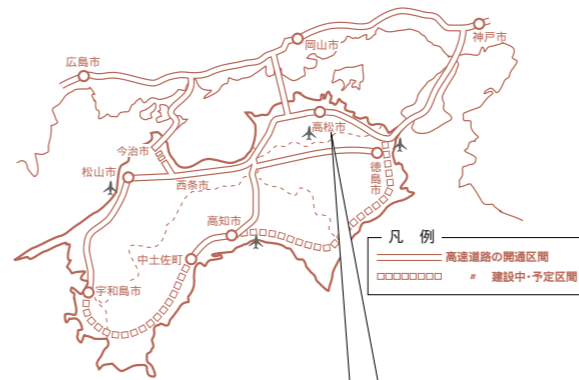 神戸市
岡山市
広島市
高松市
今治市
徳島市
松山市
西条市
高知市
中土佐町
宇和島市
凡 例
高速道路の開通区間
〃 建設中・予定区間